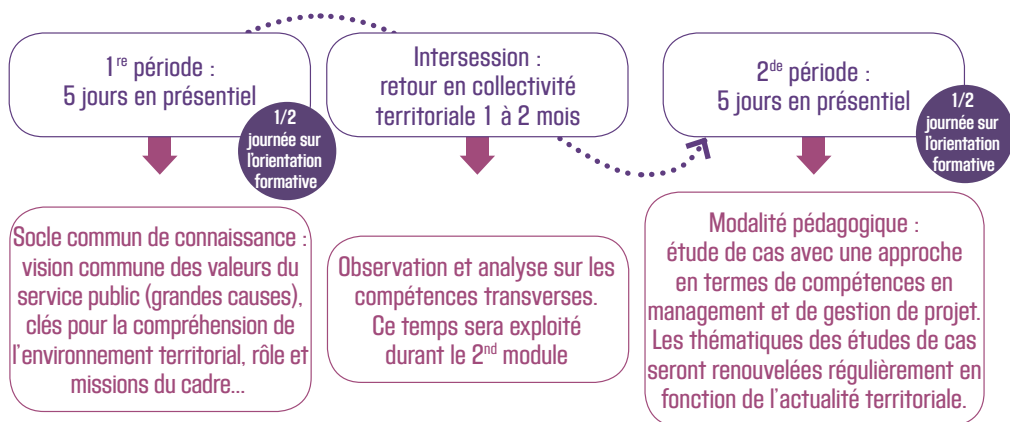 1re période :
5 jours en présentiel
1/2
journée sur
l'orientation
formative
Intersession :
retour en collectivité
territoriale 1 à 2 mois
2de période :
5 jours en présentiel
1/2
journée sur
l'orientation
formative
Socle commun de connaissance :
vision commune des valeurs du
service public (grandes causes),
clés pour la compréhension de
l'environnement territorial, rôle et
missions du cadre...
Observation et analyse sur les
compétences transverses.
Ce temps sera exploité
durant le 2nd module
Modalité pédagogique :
étude de cas avec une approche
en termes de compétences en
management et de gestion de projet.
Les thématiques des études de cas
seront renouvelées régulièrement en
fonction de l'actualité territoriale.